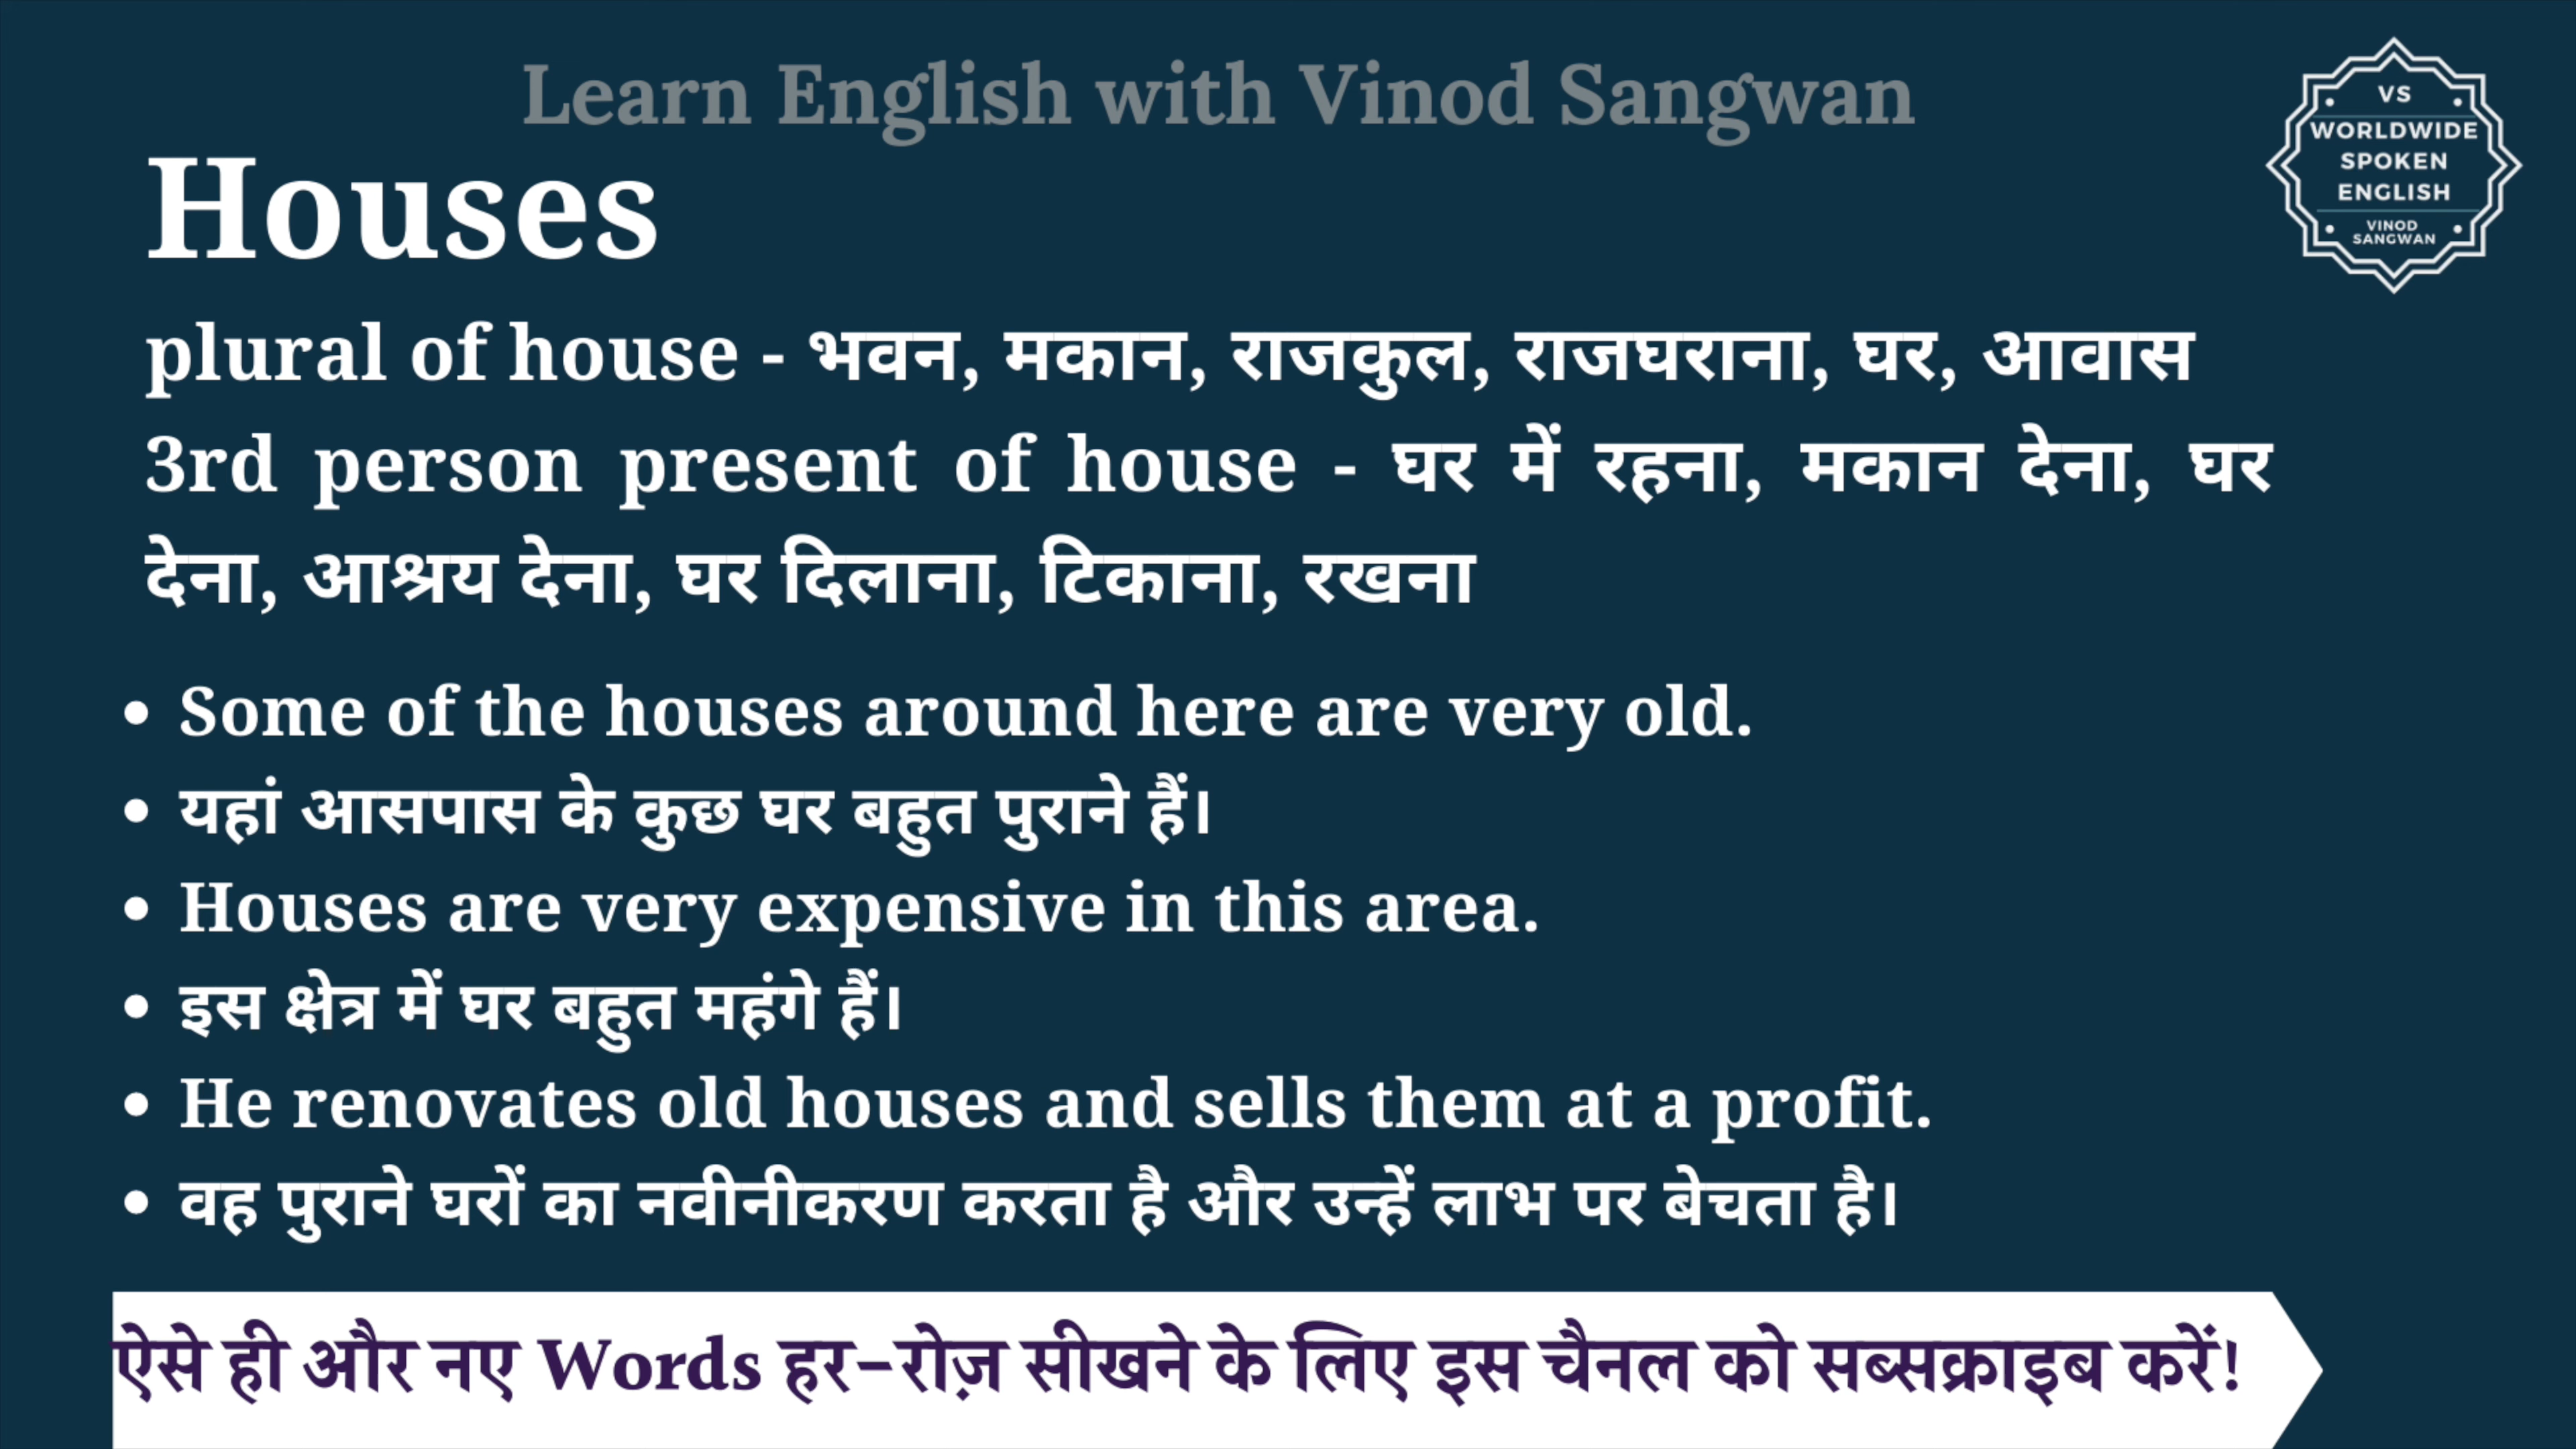 Learn English with Vinod Sangwan
VS
WORLDWIDE
SPOKEN
ENGLISH
VINOD
SANGWAN
Houses
plural of house - भवन, मकान, राजकुल, राजघराना, घर, आवास
3rd person present of house - घर में रहना, मकान देना, घर
देना, आश्रय देना, घर दिलाना, टिकाना, रखना
• Some of the houses around here are very old.
• यहां आसपास के कुछ घर बहुत पुराने हैं।
• Houses are very expensive in this area.
• इस क्षेत्र में घर बहुत महंगे हैं।
• He renovates old houses and sells them at a profit.
• वह पुराने घरों का नवीनीकरण करता है और उन्हें लाभ पर बेचता है।
ऐसे ही और नए Words हर-रोज़ सीखने के लिए इस चैनल को सब्सक्राइब करें!